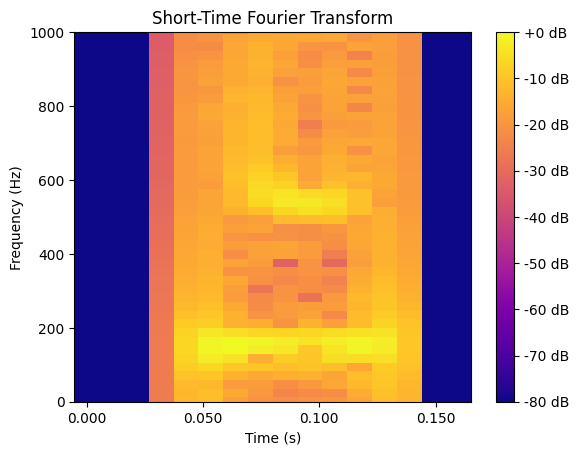 Short-Time Fourier Transform
1000
800
600
400
200
0
Frequency (Hz)
0.000
0.050
0.100
0.150
Time (s)
+0 dB
-10 dB
-20 dB
-30 dB
-40 dB
-50 dB
-60 dB
-70 dB
-80 dB